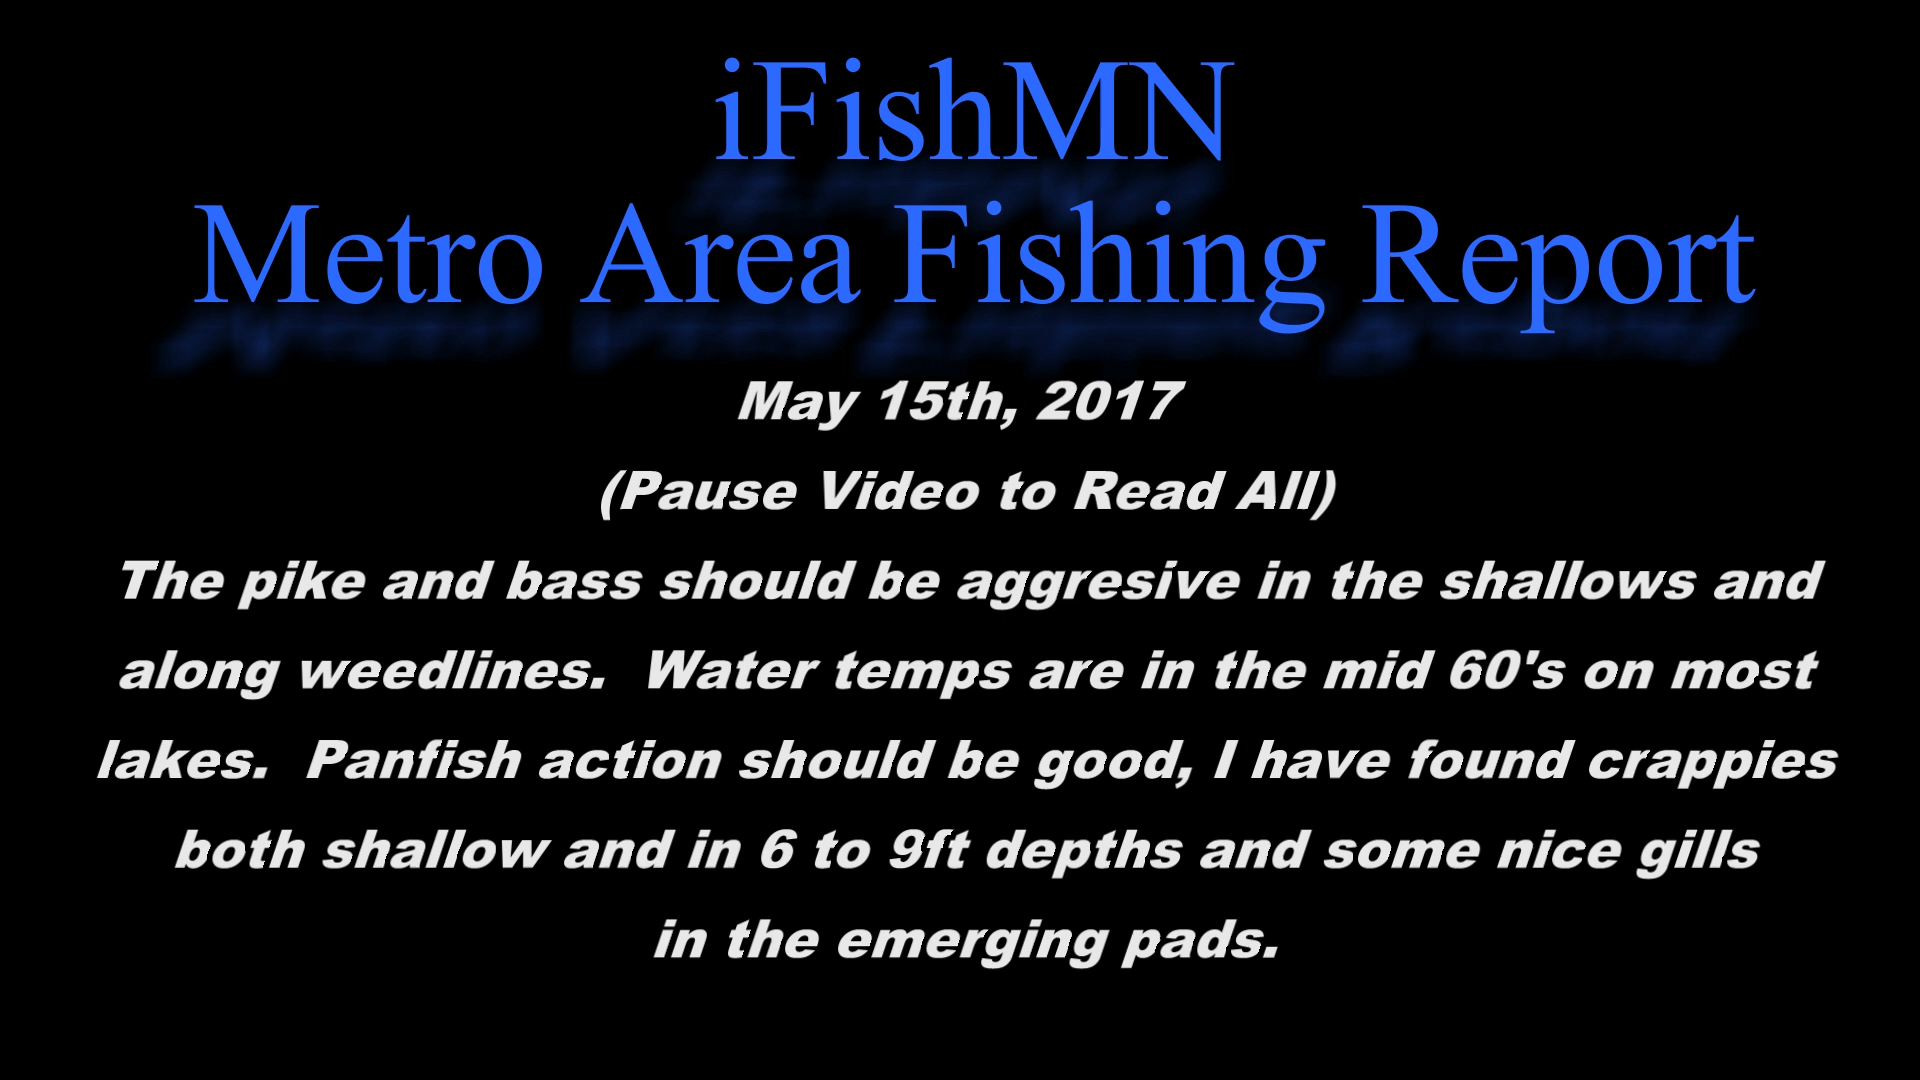 iFishMN
Metro Area Fishing Report
May 15th, 2017
(Pause Video to Read All)
The pike and bass should be aggresive in the shallows and
along weedlines.  Water temps are in the mid 60's on most
lakes.  Panfish action should be good, I have found crappies
both shallow and in 6 to 9ft depths and some nice gills
in the emerging pads.